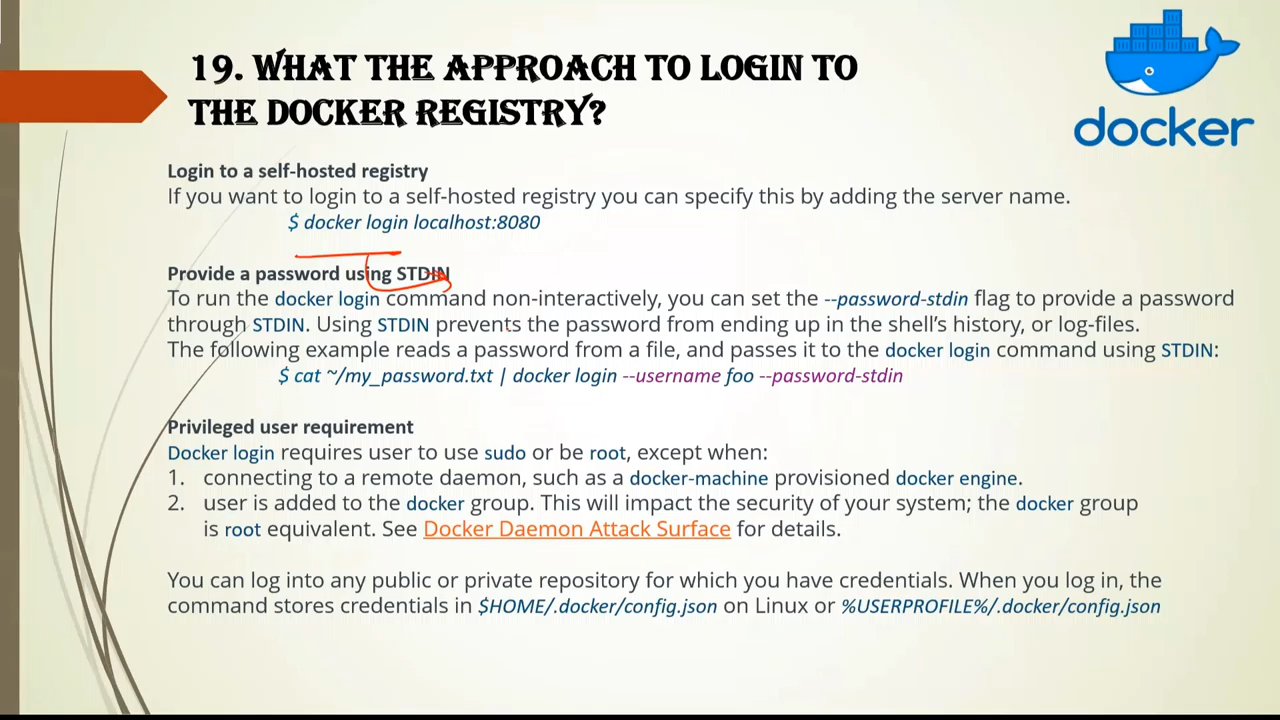 19. WHAT THE APPROACH TO LOGIN TO
THE DOCKER REGISTRY?
docker
Login to a self-hosted registry
If you want to login to a self-hosted registry you can specify this by adding the server name.
$ docker login localhost:8080
Provide a password using STDIN
To run the docker login command non-interactively, you can set the --password-stdin flag to provide a password
through STDIN. Using STDIN prevents the password from ending up in the shell’s history, or log-files.
The following example reads a password from a file, and passes it to the docker login command using STDIN:
$ cat ~/my_password.txt | docker login --username foo --password-stdin
Privileged user requirement
Docker login requires user to use sudo or be root, except when:
1. connecting to a remote daemon, such as a docker-machine provisioned docker engine.
2. user is added to the docker group. This will impact the security of your system; the docker group
is root equivalent. See Docker Daemon Attack Surface for details.
You can log into any public or private repository for which you have credentials. When you log in, the
command stores credentials in $HOME/.docker/config.json on Linux or %USERPROFILE%/.docker/config.json